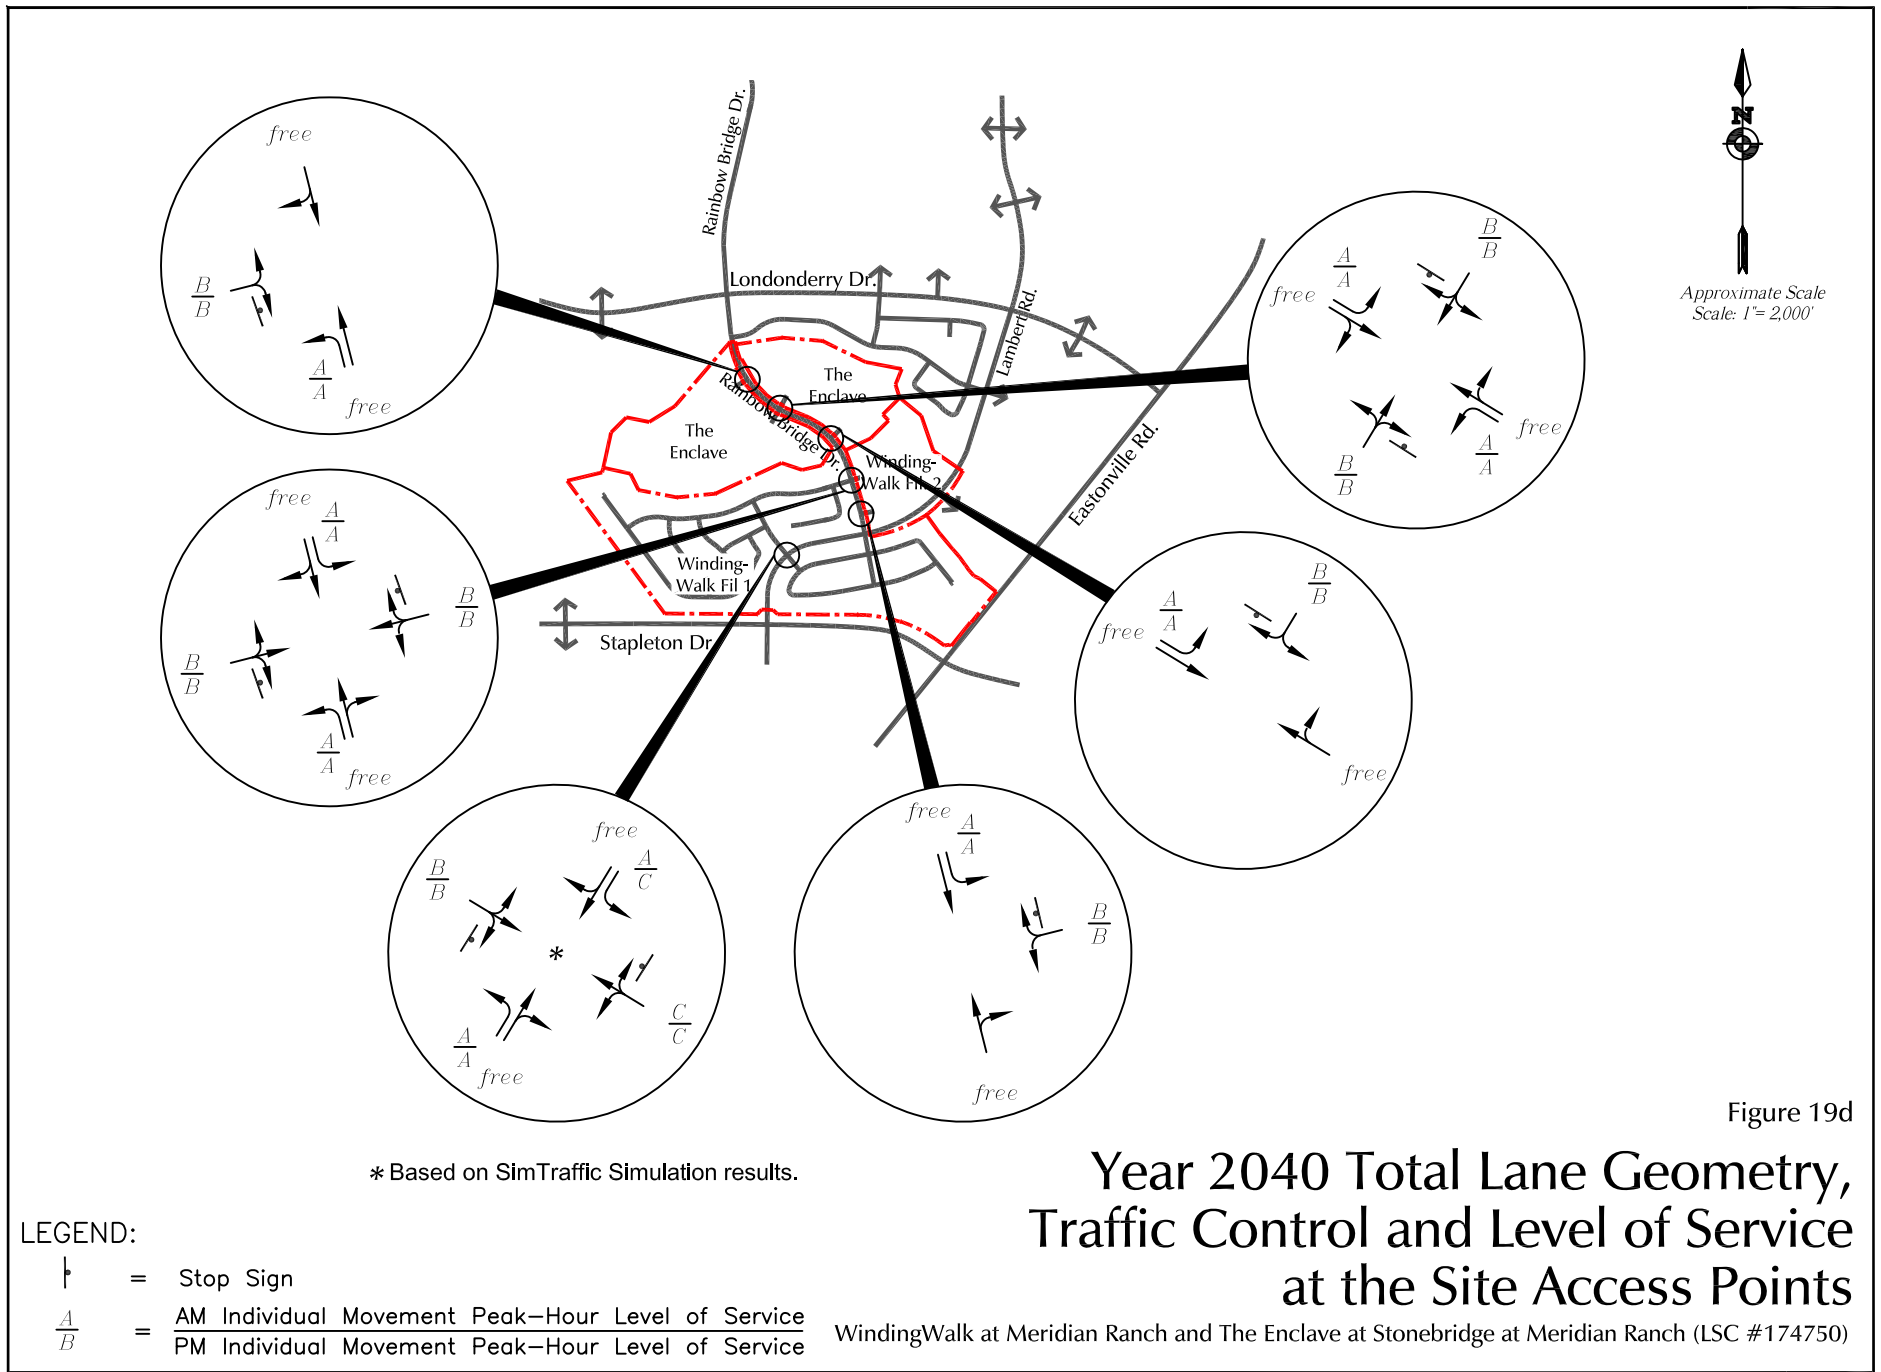 Rainbow Bridge Dr.
Londonderry Dr.
Lambert Rd.
Eastonville Rd.
The
Enclave
The
Enclave
Rainbow Bridge Dr.
Winding-
Walk Fil 2
Winding-
Walk Fil 1
Stapleton Dr
N
Approximate Scale
Scale: 1"= 2,000'
free
B
B
A
A
free
free
A
A
B
B
B
B
A
A
free
free
A
C
B
B
C
C
A
A
free
*
free
A
A
B
B
free
B
B
A
A
free
free
B
B
A
A
free
free
B
B
A
A
* Based on SimTraffic Simulation results.
LEGEND:
= Stop Sign
A
B
=
AM Individual Movement Peak-Hour Level of Service
PM Individual Movement Peak-Hour Level of Service
Figure 19d
Year 2040 Total Lane Geometry,
Traffic Control and Level of Service
at the Site Access Points
WindingWalk at Meridian Ranch and The Enclave at Stonebridge at Meridian Ranch (LSC #174750)